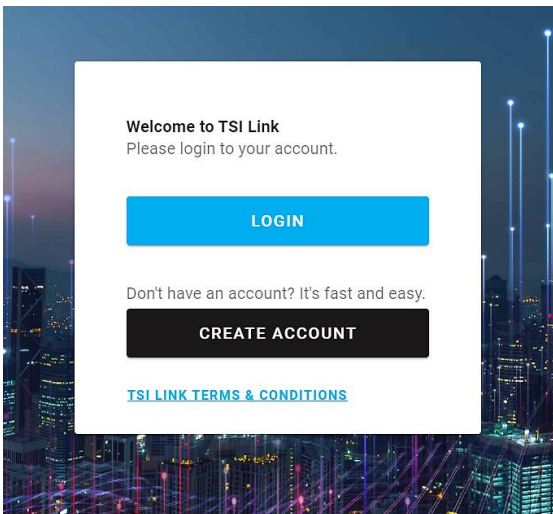 Welcome to TSI Link
Please login to your account.
LOGIN
Don't have an account? It's fast and easy.
CREATE ACCOUNT
TSI LINK TERMS & CONDITIONS